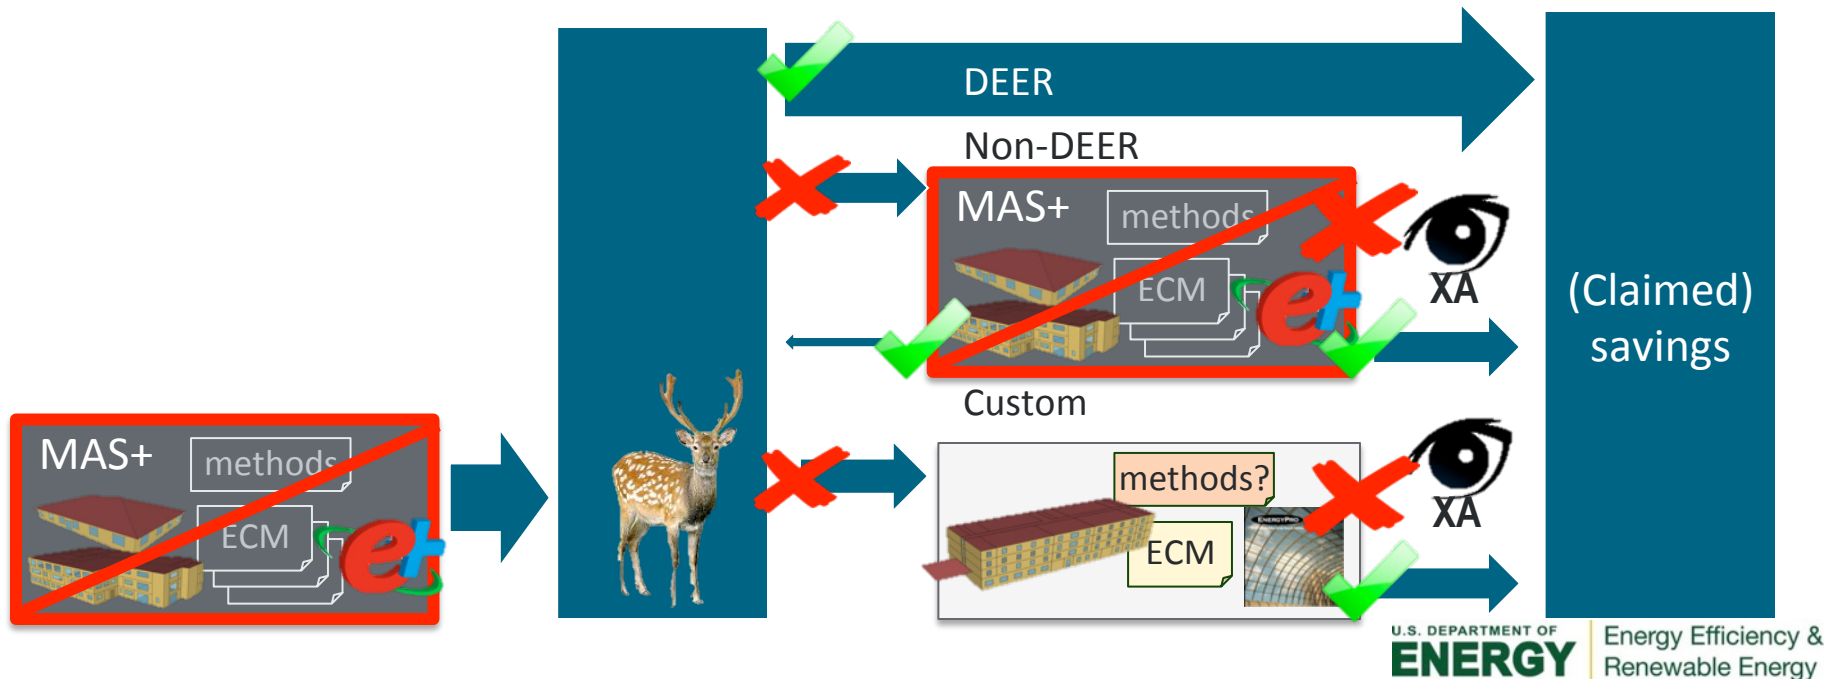 DEER
Non-DEER
MAS+
methods
ECM
e+
XA
(Claimed)
savings
Custom
MAS+
methods
ECM
e+
methods?
ECM
ENERGYPRO
XA
U.S. DEPARTMENT OF
ENERGY
Energy Efficiency &
Renewable Energy